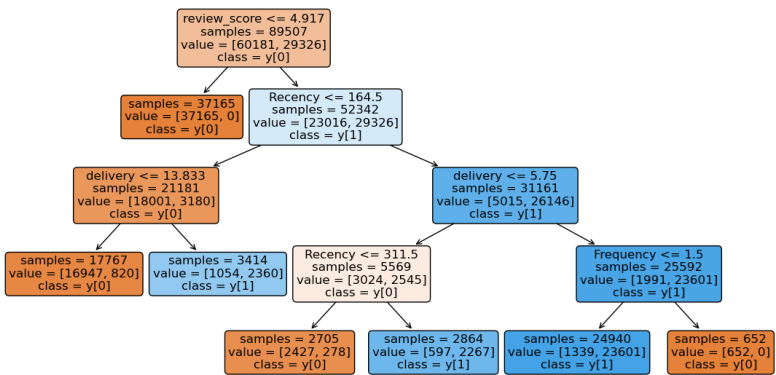 review_score <= 4.917
samples = 89507
value = [60181, 29326]
class = y[0]
samples = 37165
value = [37165, 0]
class = y[0]
Recency <= 164.5
samples = 52342
value = [23016, 29326]
class = y[1]
delivery <= 13.833
samples = 21181
value = [18001, 3180]
class = y[0]
delivery <= 5.75
samples = 31161
value = [5015, 26146]
class = y[1]
samples = 17767
value = [16947, 820]
class = y[0]
samples = 3414
value = [1054, 2360]
class = y[1]
Recency <= 311.5
samples = 5569
value = [3024, 2545]
class = y[0]
Frequency <= 1.5
samples = 25592
value = [1991, 23601]
class = y[1]
samples = 2705
value = [2427, 278]
class = y[0]
samples = 2864
value = [597, 2267]
class = y[1]
samples = 24940
value = [1339, 23601]
class = y[1]
samples = 652
value = [652, 0]
class = y[0]